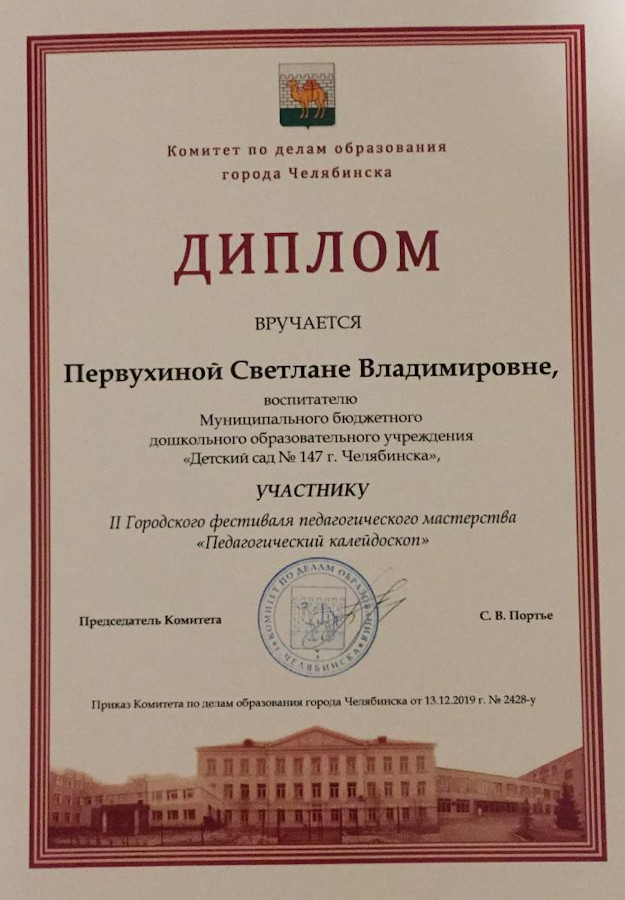 Комитет по делам образования
города Челябинска
ДИПЛОМ
ВРУЧАЕТСЯ
Первухиной Светлане Владимировне,
воспитателю
Муниципального бюджетного
дошкольного образовательного учреждения
«Детский сад № 147 г. Челябинска»,
УЧАСТНИКУ
II Городского фестиваля педагогического мастерства
«Педагогический калейдоскоп»
КОМИТЕТ ПО ДЕЛАМ ОБРАЗОВАНИЯ
г. ЧЕЛЯБИНСКА
Председатель Комитета
С. В. Портье
Приказ Комитета по делам образования города Челябинска от 13.12.2019 г. № 2428-у